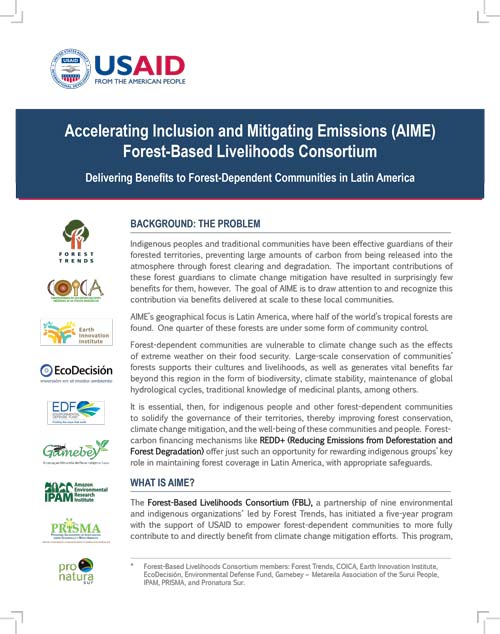 USAID
FROM THE AMERICAN PEOPLE
Accelerating Inclusion and Mitigating Emissions (AIME)
Forest-Based Livelihoods Consortium
Delivering Benefits to Forest-Dependent Communities in Latin America
FOREST
TRENDS
COICA
Earth
Innovation
Institute
EcoDecisión
inversión en el medio ambiente
EDF
Gamebey
IPAM
Amazon
Environmental
Research
Institute
PRISMA
pro
natura
sur
BACKGROUND: THE PROBLEM
Indigenous peoples and traditional communities have been effective guardians of their
forested territories, preventing large amounts of carbon from being released into the
atmosphere through forest clearing and degradation. The important contributions of
these forest guardians to climate change mitigation have resulted in surprisingly few
benefits for them, however. The goal of AIME is to draw attention to and recognize this
contribution via benefits delivered at scale to these local communities.
AIME's geographical focus is Latin America, where half of the world's tropical forests are
found. One quarter of these forests are under some form of community control.
Forest-dependent communities are vulnerable to climate change such as the effects
of extreme weather on their food security. Large-scale conservation of communities'
forests supports their cultures and livelihoods, as well as generates vital benefits far
beyond this region in the form of biodiversity, climate stability, maintenance of global
hydrological cycles, traditional knowledge of medicinal plants, among others.
It is essential, then, for indigenous people and other forest-dependent communities
to solidify the governance of their territories, thereby improving forest conservation,
climate change mitigation, and the well-being of these communities and people. Forest-
carbon financing mechanisms like REDD+ (Reducing Emissions from Deforestation and
Forest Degradation) offer just such an opportunity for rewarding indigenous groups' key
role in maintaining forest coverage in Latin America, with appropriate safeguards.
WHAT IS AIME?
The Forest-Based Livelihoods Consortium (FBL), a partnership of nine environmental
and indigenous organizations* led by Forest Trends, has initiated a five-year program
with the support of USAID to empower forest-dependent communities to more fully
contribute to and directly benefit from climate change mitigation efforts. This program,
* Forest-Based Livelihoods Consortium members: Forest Trends, COICA, Earth Innovation Institute,
EcoDecisión, Environmental Defense Fund, Gamebey – Metareila Association of the Surui People,
IPAM, PRISMA, and Pronatura Sur.